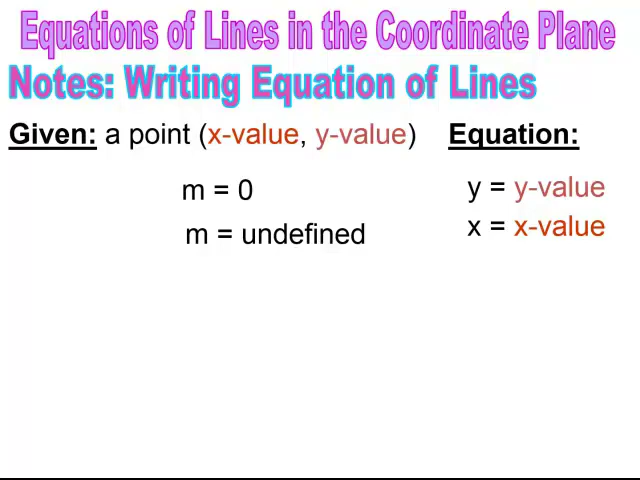 Equations of Lines in the Coordinate Plane
Notes: Writing Equation of Lines
Given: a point (x-value, y-value) Equation:
m = 0 y = y-value
m = undefined x = x-value